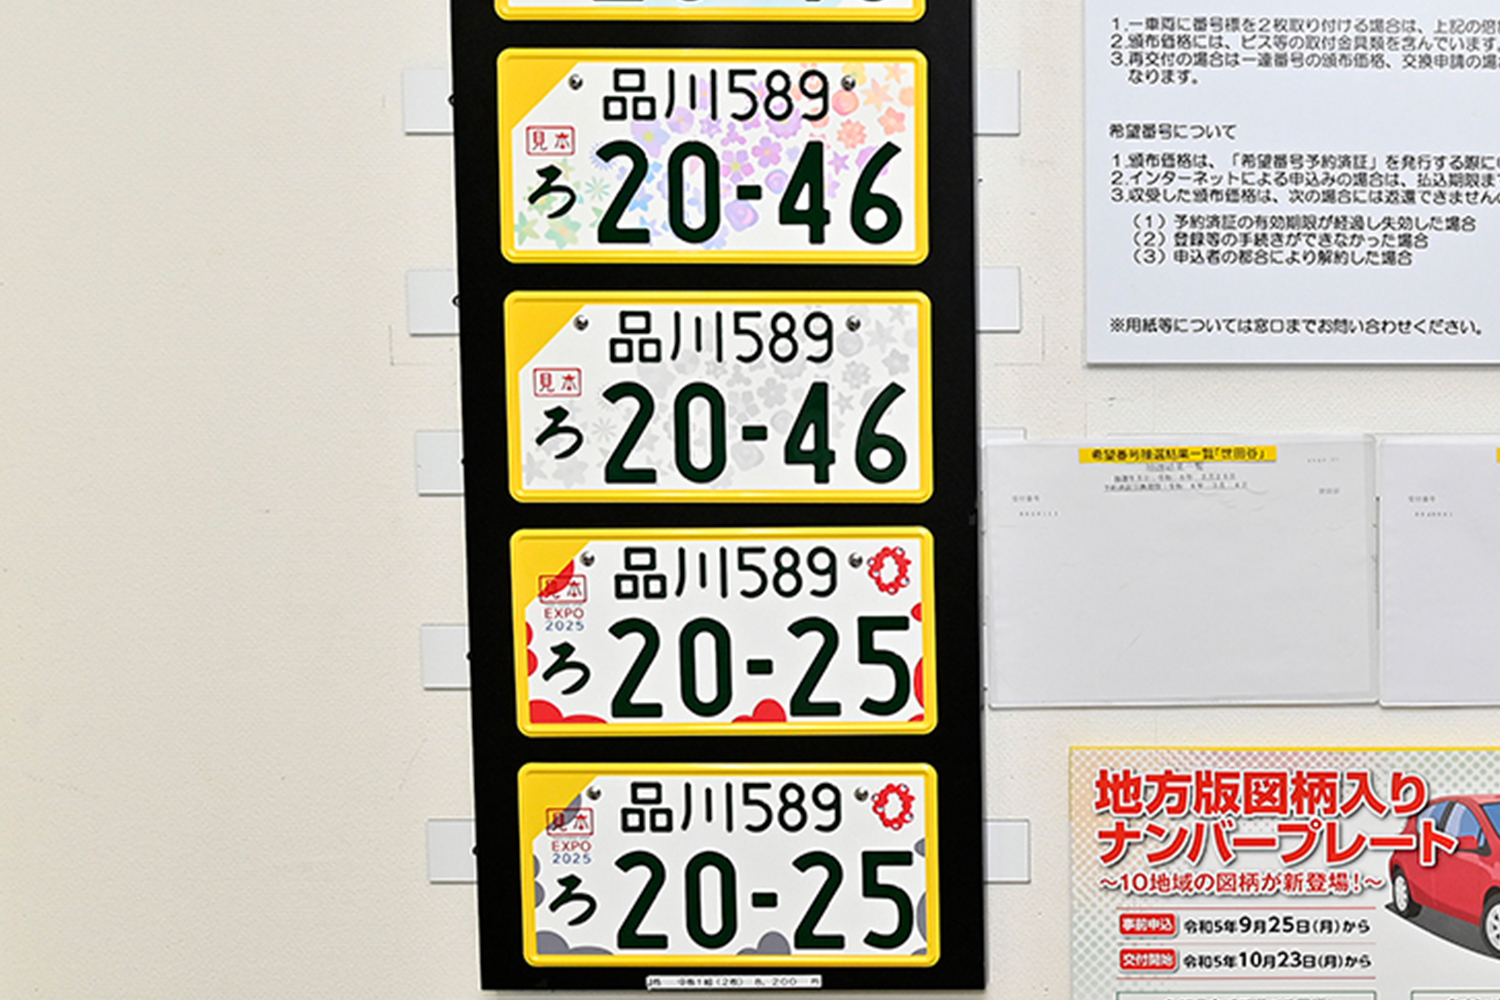 品川589
見本
ろ 20-46
品川589
見本
ろ 20-46
品川589
見本
EXPO
2025
ろ 20-25
品川589
見本
EXPO
2025
ろ 20-25
1.一車両に番号標を2枚取り付ける場合は、上記の倍
2.頒布価格には、ビス等の取付金具類を含んでいます
3.再交付の場合は一連番号の頒布価格、交換申請の場
なります。
希望番号について
1.頒布価格は、「希望番号予約済証」を発行する際に
2.インターネットによる申込みの場合は、払込期限ま
3.収受した頒布価格は、次の場合には返還できません
(1)予約済証の有効期限が経過し失効した場合
(2)登録等の手続きができなかった場合
(3)申込者の都合により解約した場合
※用紙等については窓口までお問い合わせください。
希望番号抽選結果一覧「世田谷」
地方版図柄入り
ナンバープレート
～10地域の図柄が新登場!～
事前申込 令和5年9月25日(月)から
交付開始 令和5年10月23日(月)から